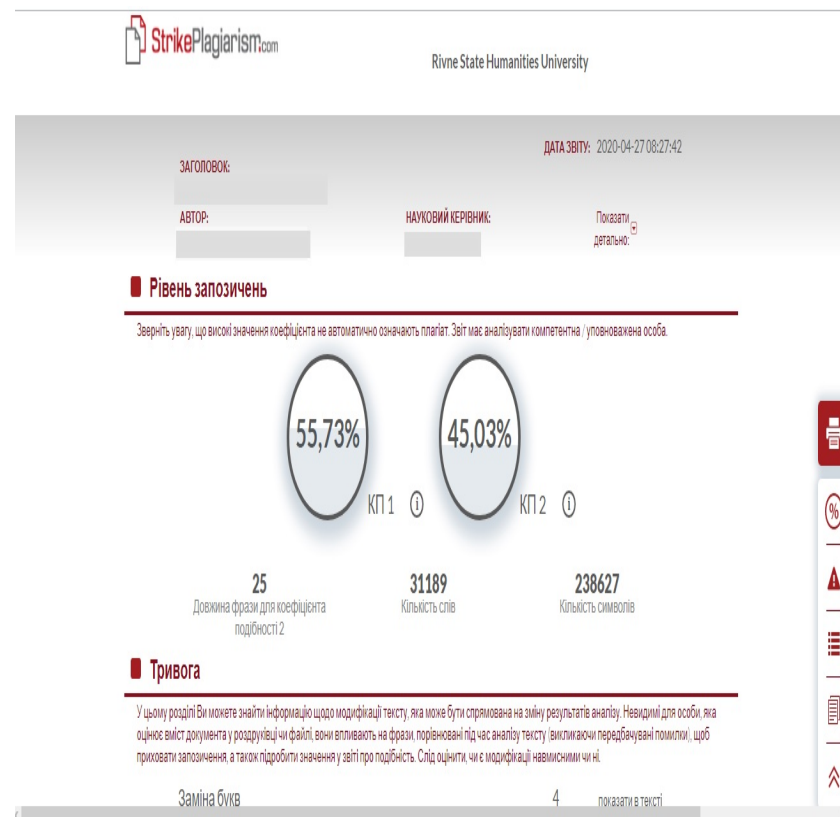 StrikePlagiarism.com
Rivne State Humanities University
ДАТА ЗВІТУ: 2020-04-27 08:27:42
ЗАГОЛОВОК:
АВТОР:
НАУКОВИЙ КЕРІВНИК:
Показати
детально:
Рівень запозичень
Зверніть увагу, що високі значення коефіцієнта не автоматично означають плагіат. Звіт має аналізувати компетентна / уповноважена особа.
55,73%
КП 1
45,03%
КП 2
25
Довжина фрази для коефіцієнта
подібності 2
31189
Кількість слів
238627
Кількість символів
Тривога
У цьому розділі Ви можете знайти інформацію щодо модифікації тексту, яка може бути спрямована на зміну результатів аналізу. Невидимі для особи, яка
оцінює вміст документа у роздруківці чи файлі, вони впливають на фрази, порівнювані під час аналізу тексту (викликаючи передбачувані помилки), щоб
приховати запозичення, а також підробити значення у звіті про подібність. Слід оцінити, чи є модифікації навмисними чи ні.
Заміна букв 4 показати в тексті